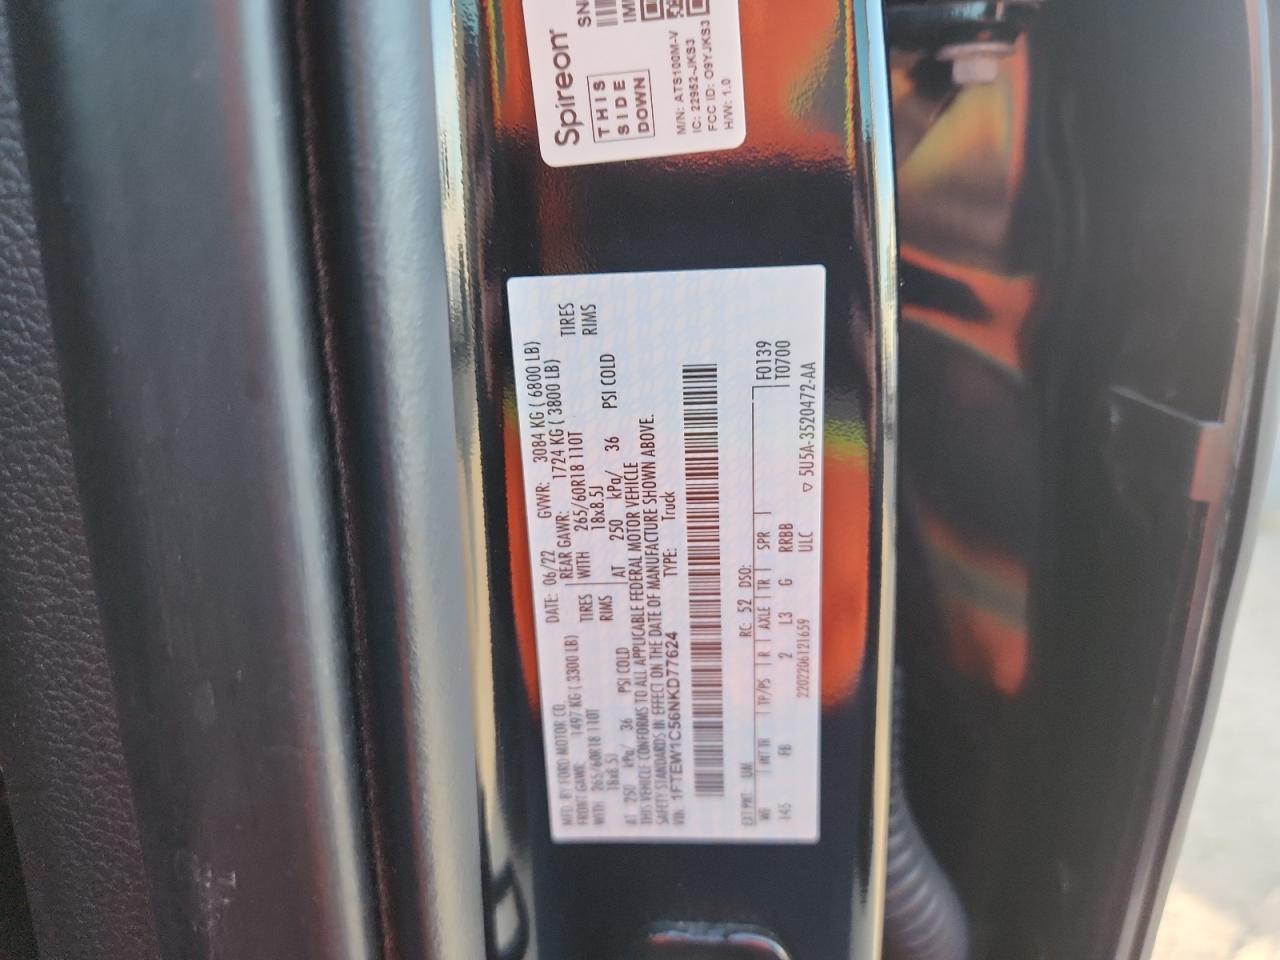 Spireon
SN
THIS
SIDE
DOWN
M/N: ATS100M-V
IC: 22952-JKS3
FCC ID: O9YJKS3
H/W: 1.0
MFD. BY FORD MOTOR CO.
DATE: 06/22 GVWR: 3084 KG ( 6800 LB)
FRONT GAWR: 1497 KG ( 3300 LB) REAR GAWR: 1724 KG ( 3800 LB)
WITH 265/60R18 110T TIRES WITH 265/60R18 110T TIRES
18x8.5J RIMS 18x8.5J RIMS
AT 250 kPa/ 36 PSI COLD AT 250 kPa/ 36 PSI COLD
THIS VEHICLE CONFORMS TO ALL APPLICABLE FEDERAL MOTOR VEHICLE
SAFETY STANDARDS IN EFFECT ON THE DATE OF MANUFACTURE SHOWN ABOVE.
VIN: 1FTEW1C56NKD77624 TYPE: Truck
EXT PNT: UM RC: 52 DSO:
WB INT TR TP/PS R AXLE TR SPR F0139
145 FB 2 L3 G RRBB T0700
2202206121659 ULC ▽ 5U5A-3520472-AA